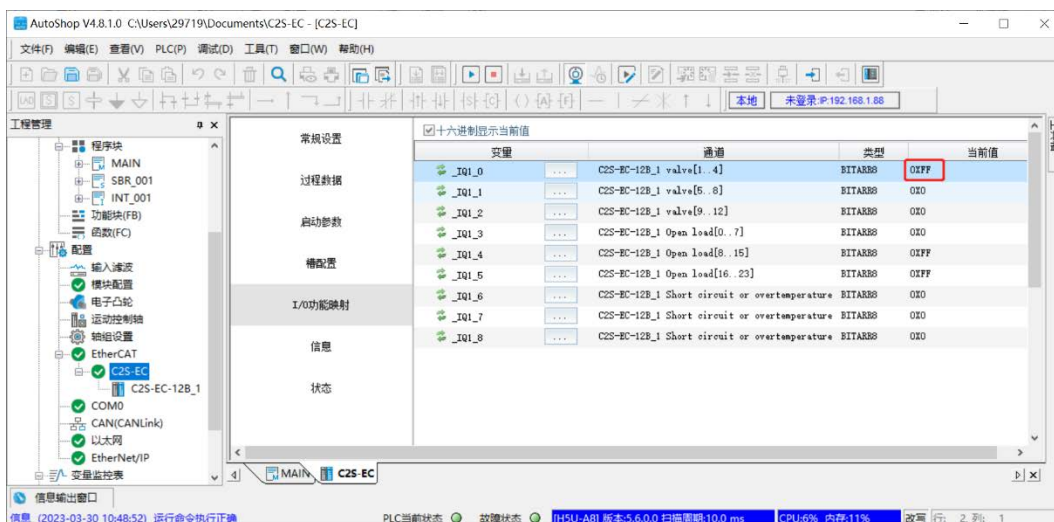 AutoShop V4.8.1.0 C:\Users\29719\Documents\C2S-EC - [C2S-EC]
文件(F) 编辑(E) 查看(V) PLC(P) 调试(D) 工具(T) 窗口(W) 帮助(H)
本地 未登录:IP:192.168.1.88
工程管理
程序块
MAIN
SBR_001
INT_001
功能块(FB)
函数(FC)
配置
输入滤波
模块配置
电子凸轮
运动控制轴
轴组设置
EtherCAT
C2S-EC
C2S-EC-12B_1
COM0
CAN(CANLink)
以太网
EtherNet/IP
变量监控表
常规设置
过程数据
启动参数
槽配置
I/O功能映射
信息
状态
十六进制显示当前值
变量 通道 类型 当前值
_IQ1_0 ... C2S-EC-12B_1 valve[1..4] BITARR8 0XFF
_IQ1_1 ... C2S-EC-12B_1 valve[5..8] BITARR8 0X0
_IQ1_2 ... C2S-EC-12B_1 valve[9..12] BITARR8 0X0
_IQ1_3 ... C2S-EC-12B_1 Open load[0..7] BITARR8 0X0
_IQ1_4 ... C2S-EC-12B_1 Open load[8..15] BITARR8 0XFF
_IQ1_5 ... C2S-EC-12B_1 Open load[16..23] BITARR8 0XFF
_IQ1_6 ... C2S-EC-12B_1 Short circuit or overtemperature BITARR8 0X0
_IQ1_7 ... C2S-EC-12B_1 Short circuit or overtemperature BITARR8 0X0
_IQ1_8 ... C2S-EC-12B_1 Short circuit or overtemperature BITARR8 0X0
MAIN C2S-EC
信息输出窗口
信息 (2023-03-30 10:48:52) 运行命令执行正确 PLC当前状态 故障状态 [H5U-A8] 版本:5.6.0.0 扫描周期:10.0 ms CPU:6% 内存:11% 改写 行: 2, 列: 1